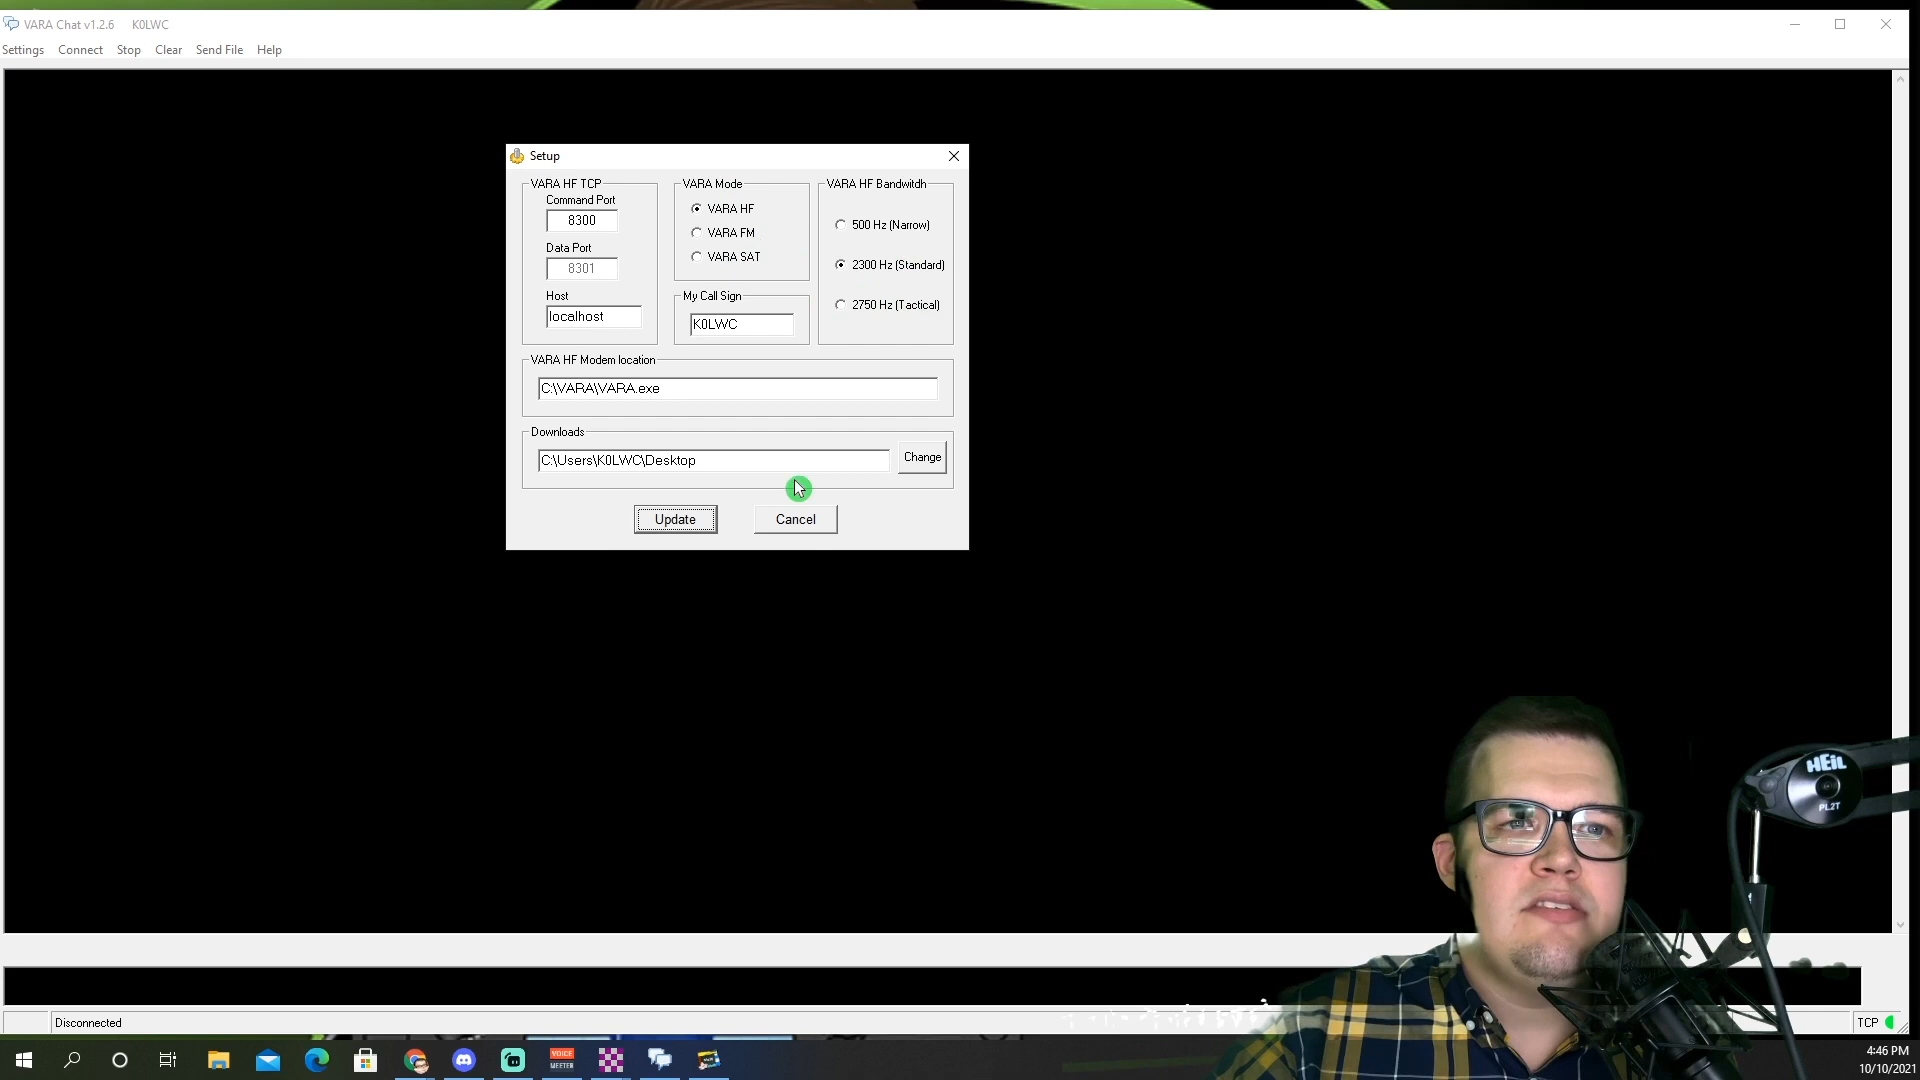 VARA Chat v1.2.6 K0LWC
Settings Connect Stop Clear Send File Help
Setup
VARA HF TCP
Command Port
8300
Data Port
8301
Host
localhost
VARA Mode
VARA HF
VARA FM
VARA SAT
My Call Sign
K0LWC
VARA HF Bandwitdh
500 Hz (Narrow)
2300 Hz (Standard)
2750 Hz (Tactical)
VARA HF Modem location
C:\VARA\VARA.exe
Downloads
C:\Users\K0LWC\Desktop
Change
Update Cancel
HEiL
PL2T
Disconnected
TCP
VOICE
MEETER
4:46 PM
10/10/2021